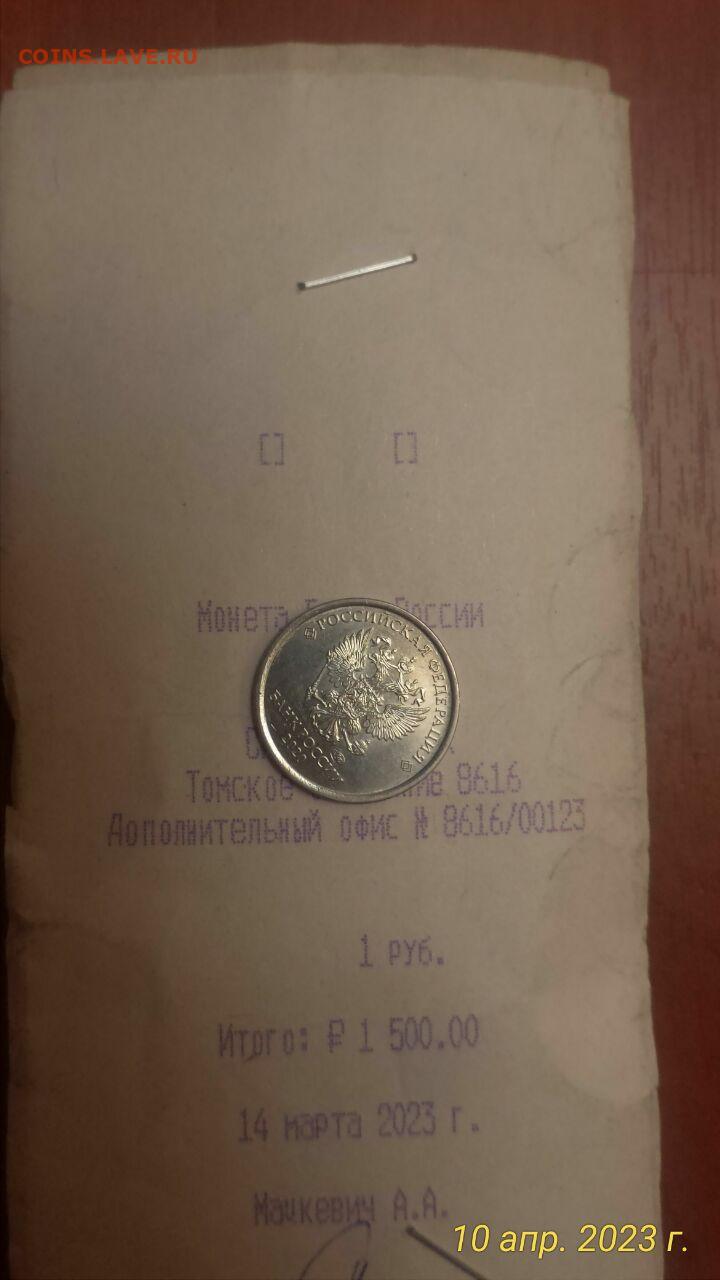 COINS.LAVE.RU
[] []
Монета России
РОССИЙСКАЯ ФЕДЕРАЦИЯ
БАНК РОССИИ
Томское 8616
Дополнительный офис № 8616/00123
1 руб.
Итого: ₽ 1 500.00
14 марта 2023 г.
Мацкевич А.А.
10 апр. 2023 г.